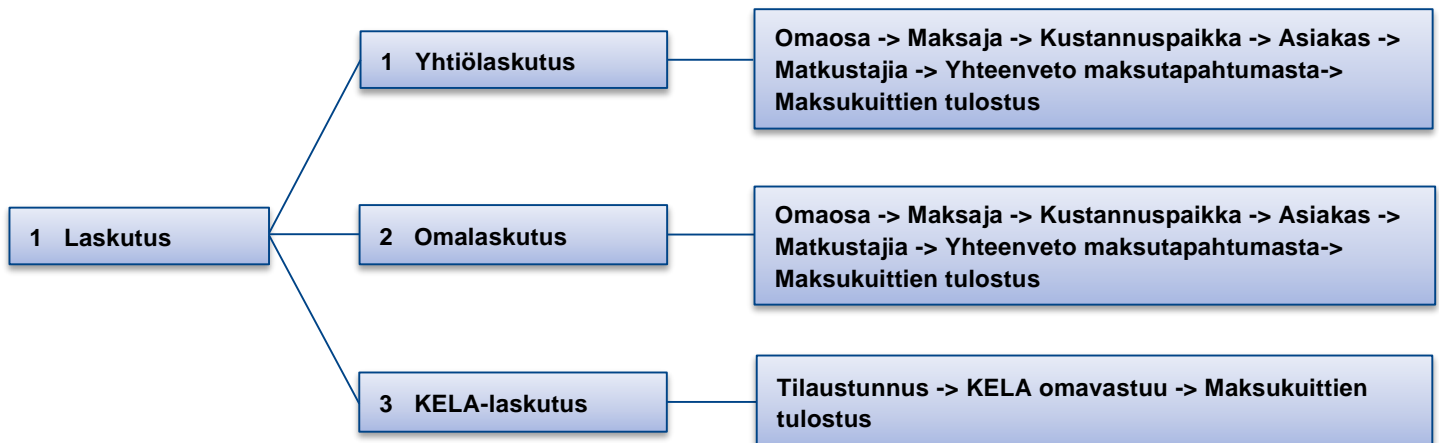 1 Yhtiölaskutus
Omaosa -> Maksaja -> Kustannuspaikka -> Asiakas ->
Matkustajia -> Yhteenveto maksutapahtumasta->
Maksukuittien tulostus
1 Laskutus
2 Omalaskutus
Omaosa -> Maksaja -> Kustannuspaikka -> Asiakas ->
Matkustajia -> Yhteenveto maksutapahtumasta->
Maksukuittien tulostus
3 KELA-laskutus
Tilaustunnus -> KELA omavastuu -> Maksukuittien
tulostus